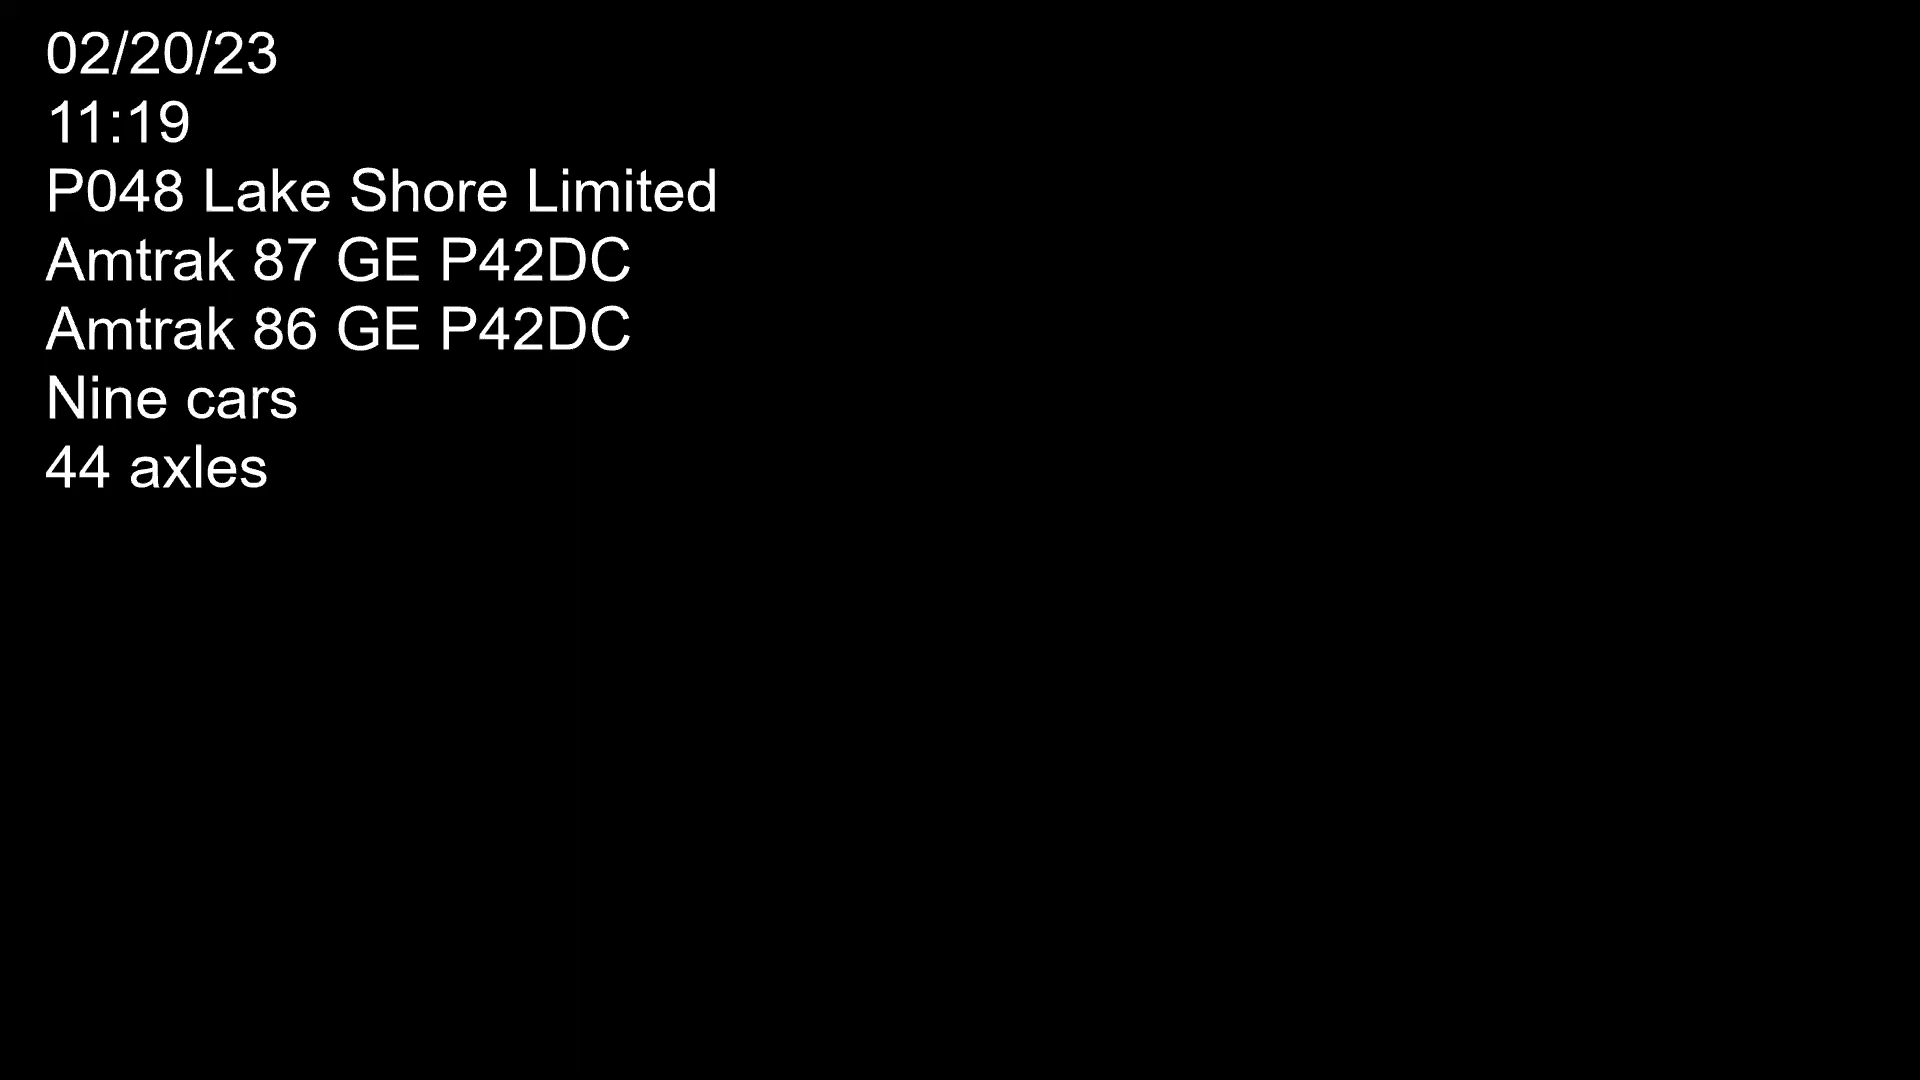 02/20/23
11:19
P048 Lake Shore Limited
Amtrak 87 GE P42DC
Amtrak 86 GE P42DC
Nine cars
44 axles